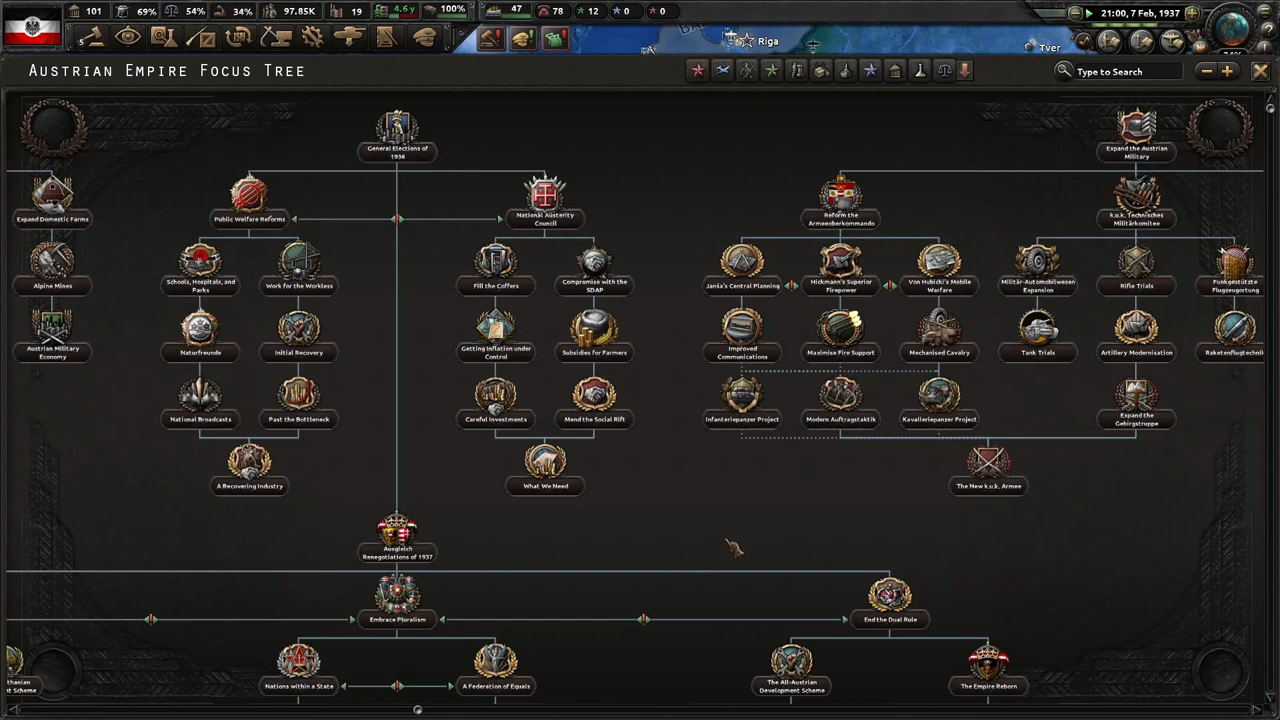 101 69% 54% 34% 97.85K 19 4.6 y 100% 47 78 12 0 0 21:00, 7 Feb, 1937
5
Riga
Tver
AUSTRIAN EMPIRE FOCUS TREE
Type to Search
General Elections of
1936
Expand the Austrian
Military
Expand Domestic Farms
Public Welfare Reforms
National Austerity
Council
Reform the
Armeeoberkommando
k.u.k. Technisches
Militärkomitee
Alpine Mines
Schools, Hospitals, and
Parks
Work for the Workless
Fill the Coffers
Compromise with the
SDAP
Janša's Central Planning
Hickmann's Superior
Firepower
Von Hubicki's Mobile
Warfare
Militär-Automobilwesen
Expansion
Rifle Trials
Funkgestützte
Flugzeugortung
Austrian Military
Economy
Naturfreunde
Initial Recovery
Getting Inflation under
Control
Subsidies for Farmers
Improved
Communications
Maximise Fire Support
Mechanised Cavalry
Tank Trials
Artillery Modernisation
Raketenflugtechnik
National Broadcasts
Past the Bottleneck
Careful Investments
Mend the Social Rift
Infanteriepanzer Project
Modern Auftragstaktik
Kavalleriepanzer Project
Expand the
Gebirgstruppe
A Recovering Industry
What We Need
The New k.u.k. Armee
Ausgleich
Renegotiations of 1937
Embrace Pluralism
End the Dual Rule
Nations within a State
A Federation of Equals
The All-Austrian
Development Scheme
The Empire Reborn